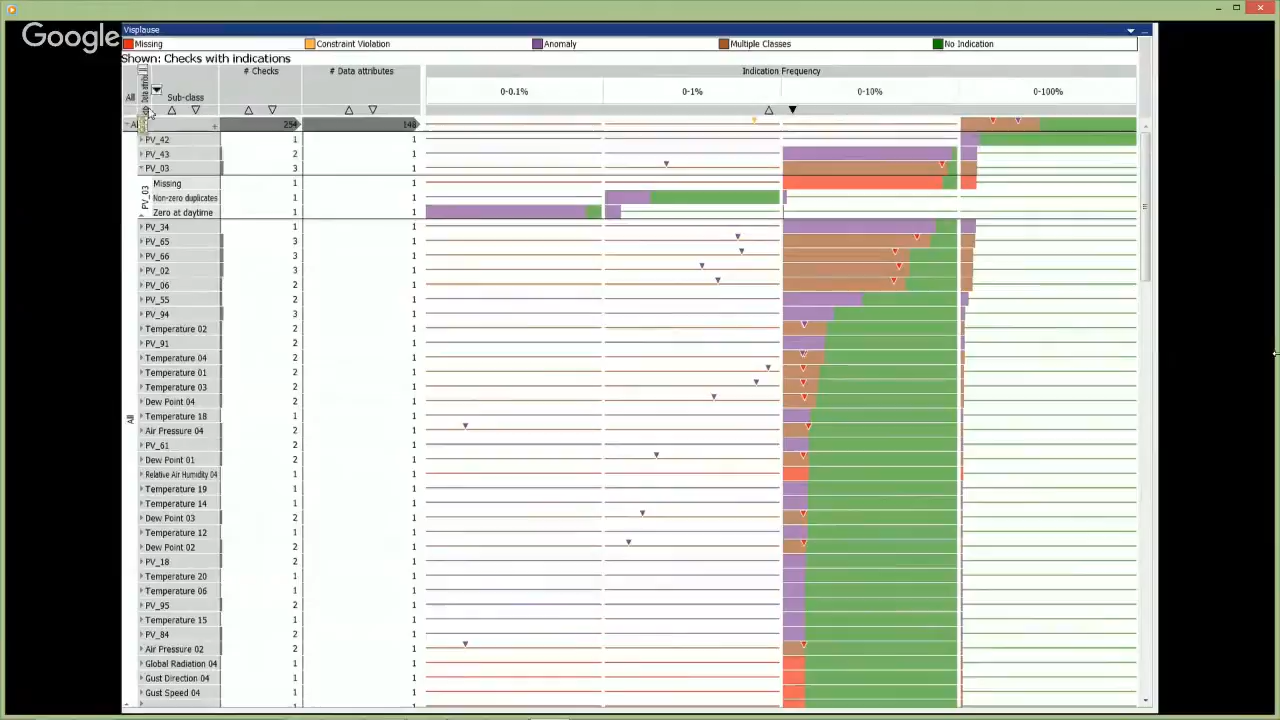 Google
Visplause
Missing Constraint Violation Anomaly Multiple Classes No Indication
Shown: Checks with indications
# Checks # Data attributes Indication Frequency
All Sub-class 0-0.1% 0-1% 0-10% 0-100%
254 148
PV_42 1 1
PV_43 2 1
PV_03 3 1
PV_03
Missing 1 1
Non-zero duplicates 1 1
Zero at daytime 1 1
PV_34 1 1
PV_65 3 1
PV_66 3 1
PV_02 3 1
PV_06 2 1
PV_55 2 1
PV_94 3 1
Temperature 02 2 1
PV_91 2 1
Temperature 04 2 1
Temperature 01 2 1
Temperature 03 2 1
Dew Point 04 2 1
All
Temperature 18 1 1
Air Pressure 04 2 1
PV_61 2 1
Dew Point 01 2 1
Relative Air Humidity 04 1 1
Temperature 19 1 1
Temperature 14 1 1
Dew Point 03 2 1
Temperature 12 1 1
Dew Point 02 2 1
PV_18 2 1
Temperature 20 1 1
Temperature 06 1 1
PV_95 2 1
Temperature 15 1 1
PV_84 2 1
Air Pressure 02 2 1
Global Radiation 04 1 1
Gust Direction 04 1 1
Gust Speed 04 1 1